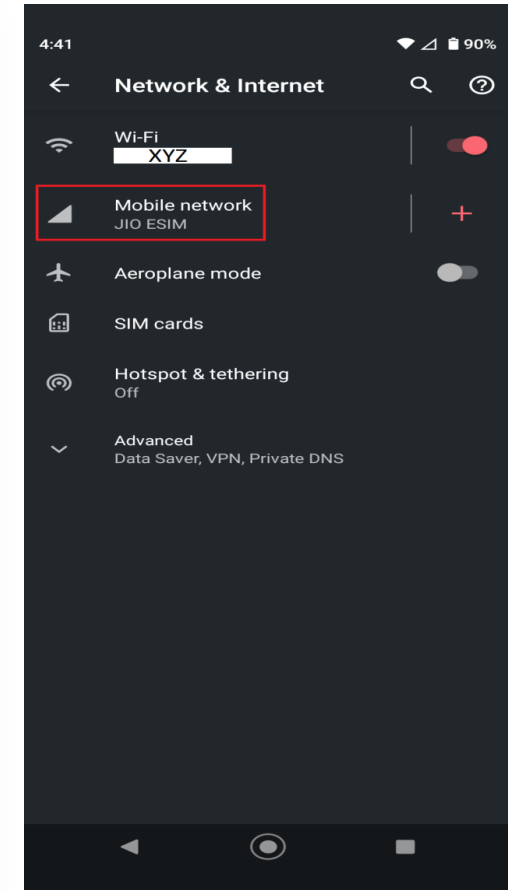 4:41
90%
Network & Internet
Wi-Fi
XYZ
Mobile network
JIO ESIM
Aeroplane mode
SIM cards
Hotspot & tethering
Off
Advanced
Data Saver, VPN, Private DNS